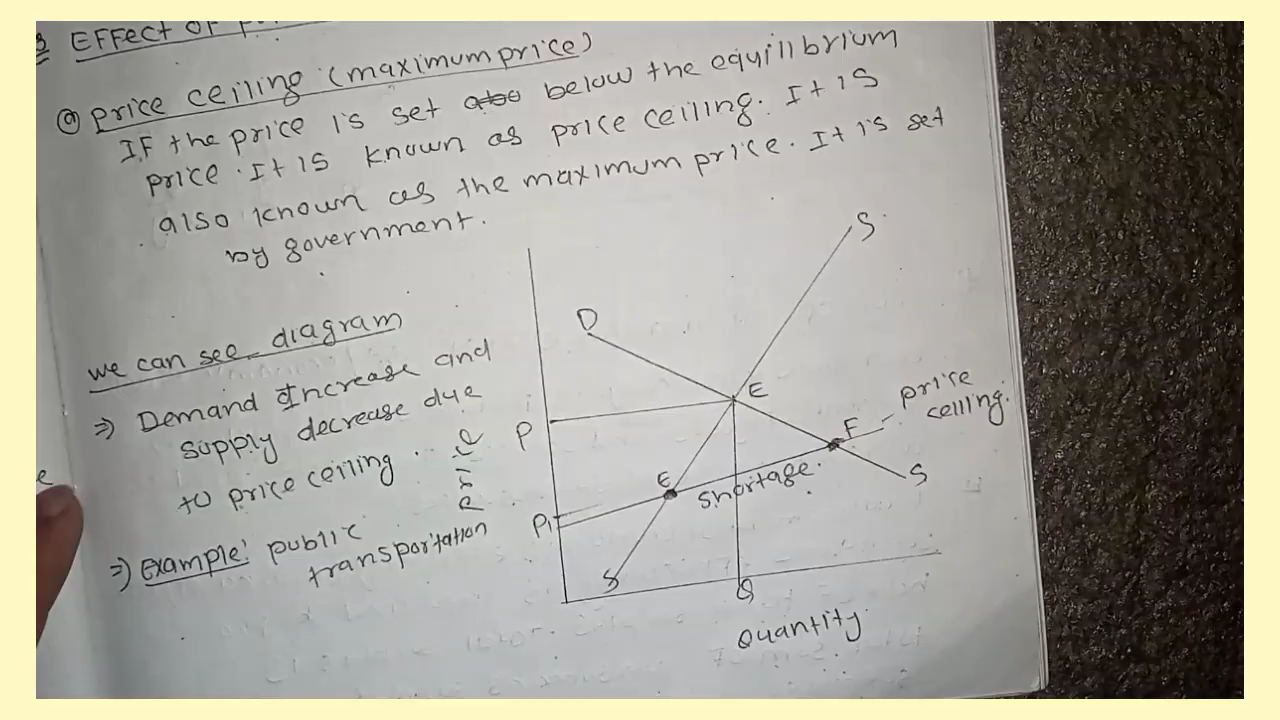 Effect of
@ price ceiling (maximum price)
If the price is set below the equilibrium
price. It is known as price ceiling. It is
also known as the maximum price. It is set
by government.
we can see diagram
⇒ Demand Increase and
supply decrease due
to price ceiling.
⇒) Example: public
transportation
S
D
E
price
ceiling.
P
F
Price
E
shortage.
S
P1
S
Q
Quantity